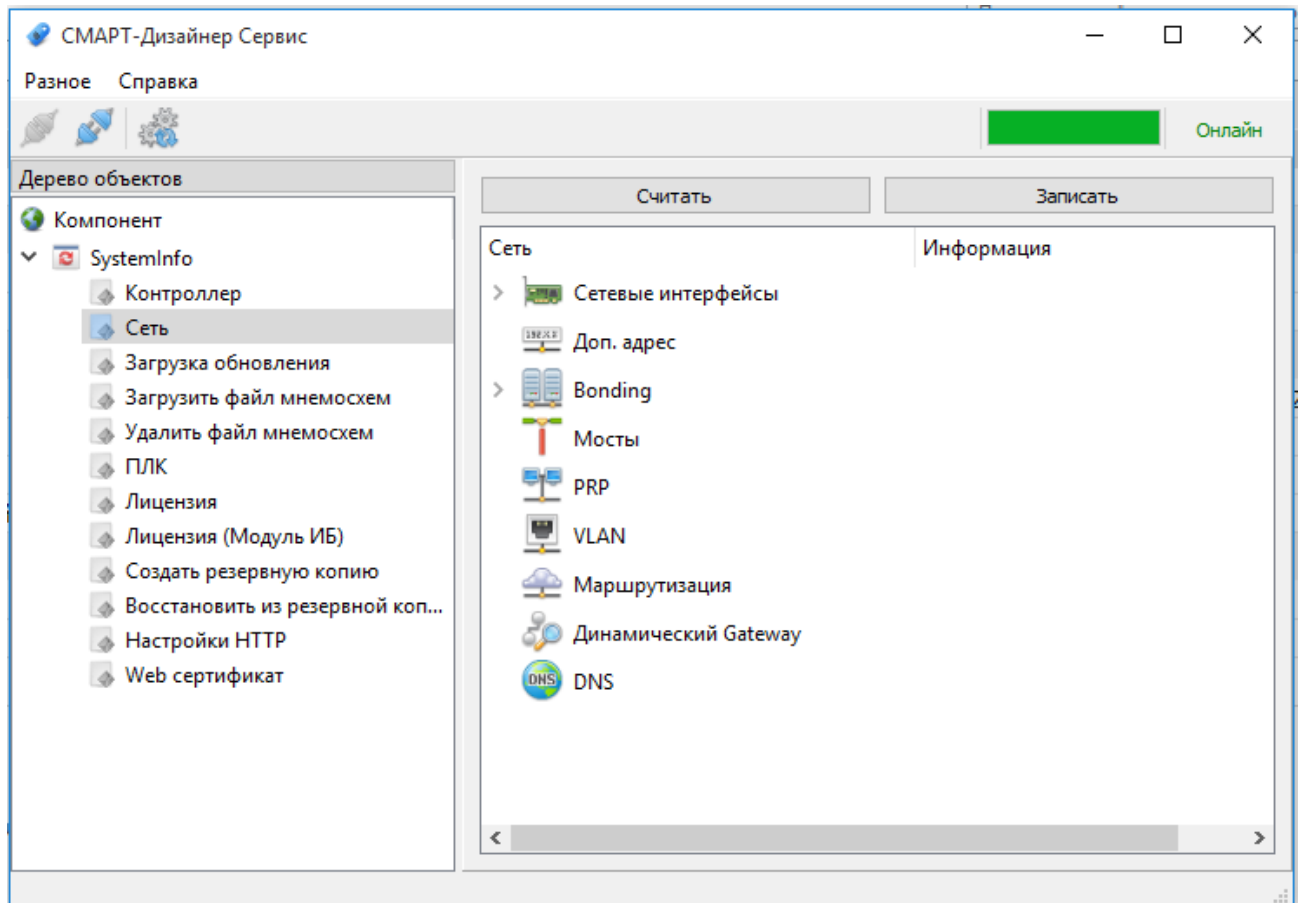 СМАРТ-Дизайнер Сервис
Разное Справка
Онлайн
Дерево объектов
Компонент
SystemInfo
Контроллер
Сеть
Загрузка обновления
Загрузить файл мнемосхем
Удалить файл мнемосхем
ПЛК
Лицензия
Лицензия (Модуль ИБ)
Создать резервную копию
Восстановить из резервной коп...
Настройки HTTP
Web сертификат
Считать Записать
Сеть Информация
Сетевые интерфейсы
Доп. адрес
Bonding
Мосты
PRP
VLAN
Маршрутизация
Динамический Gateway
DNS
DNS